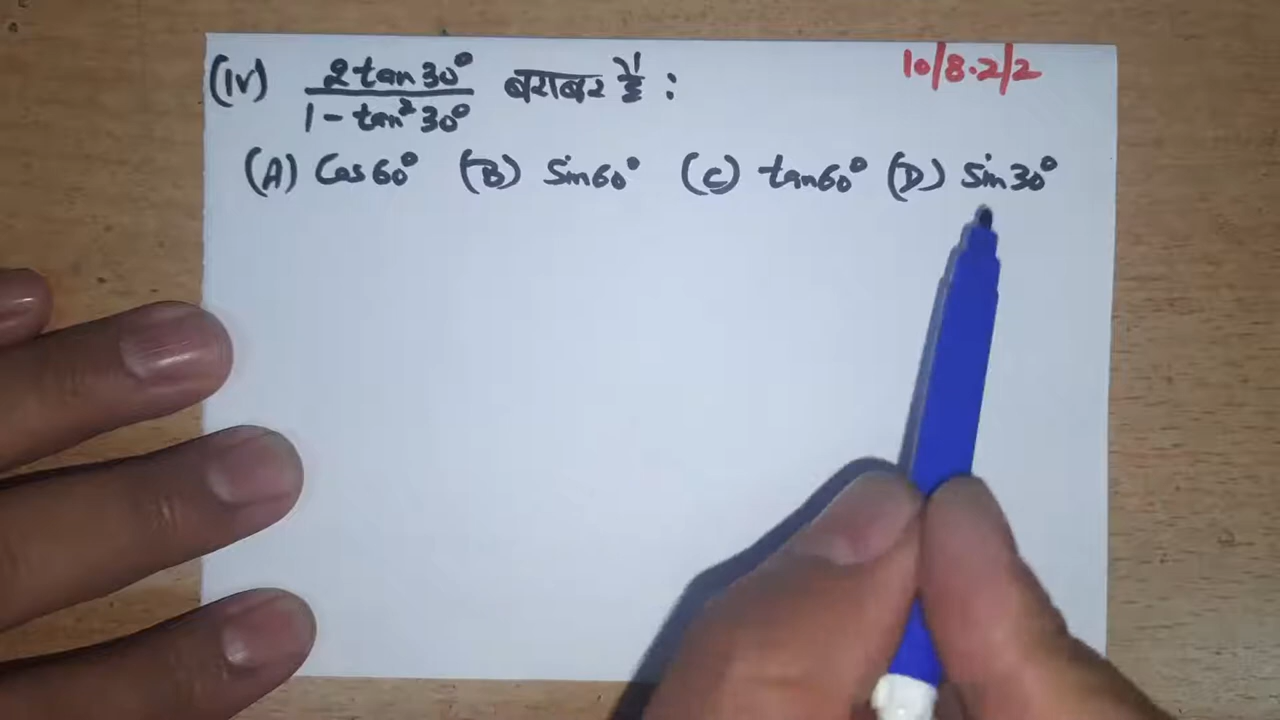 (iv) 2tan30° / 1 - tan²30° बराबर है : 10/8.2/2
(A) Cos60° (B) Sin60° (C) tan60° (D) Sin30°